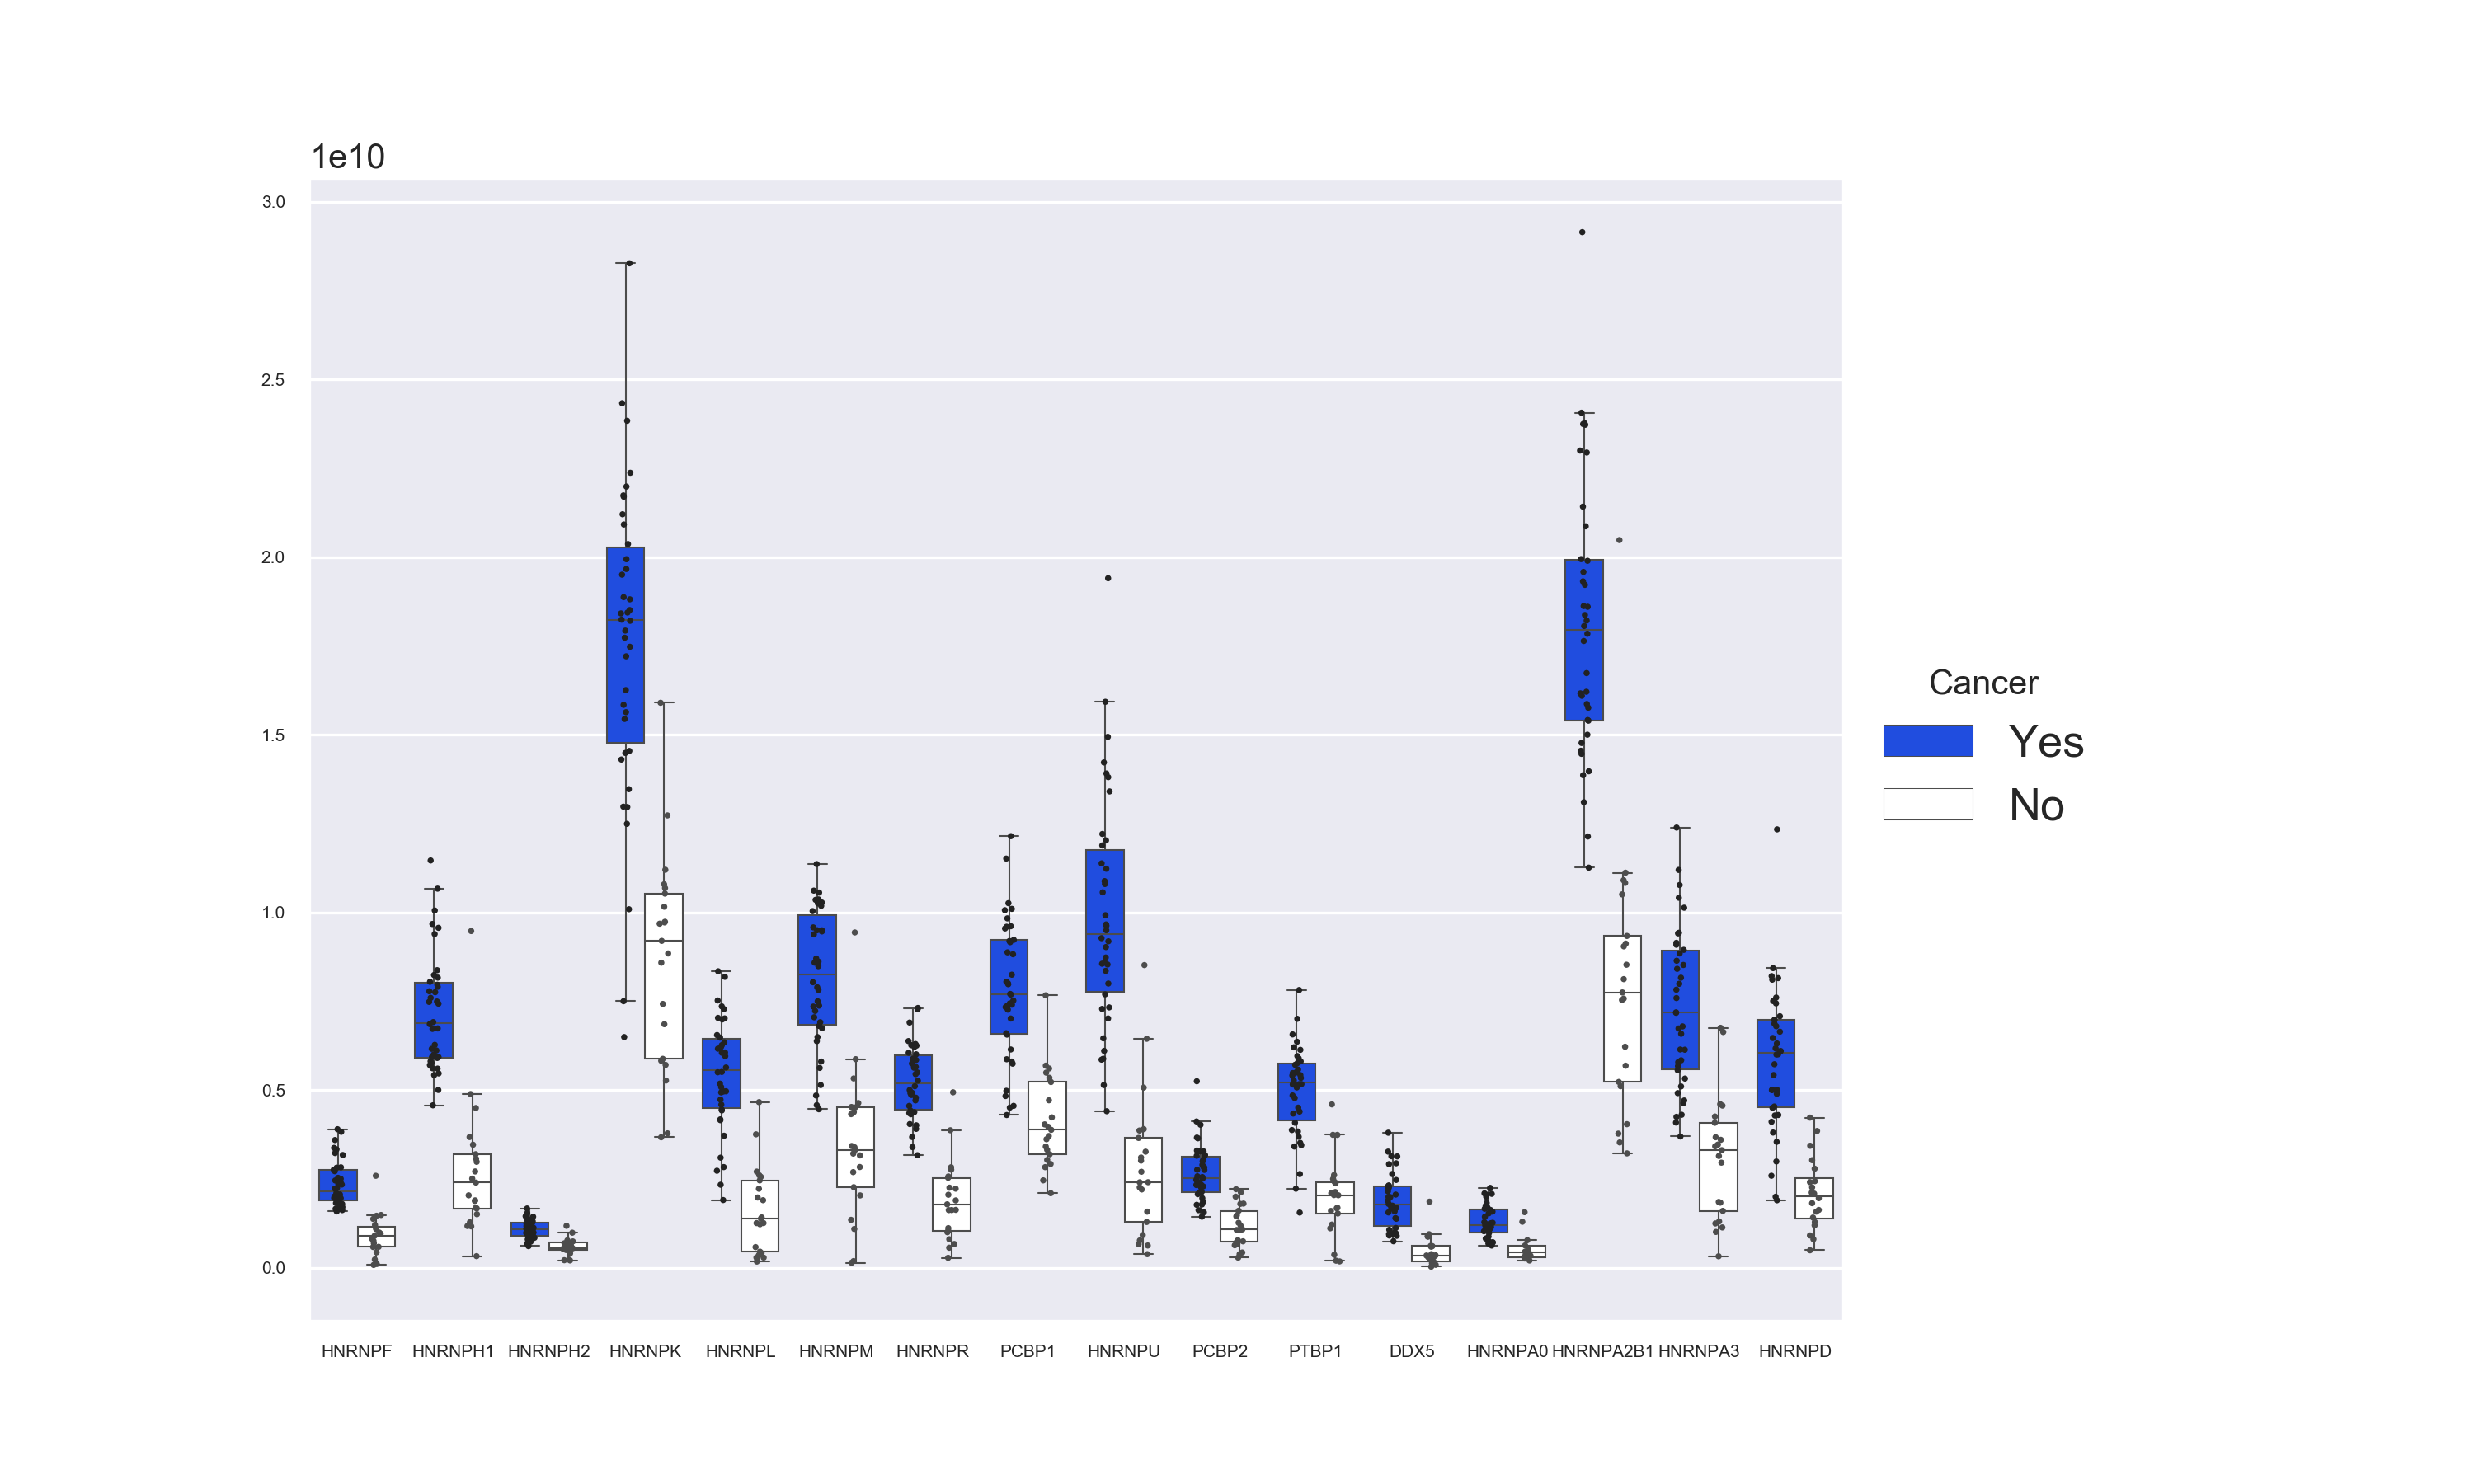 1e10
3.0
2.5
2.0
1.5
1.0
0.5
0.0
HNRNPF HNRNPH1 HNRNPH2 HNRNPK HNRNPL HNRNPM HNRNPR PCBP1 HNRNPU PCBP2 PTBP1 DDX5 HNRNPA0 HNRNPA2B1 HNRNPA3 HNRNPD
Cancer
Yes
No